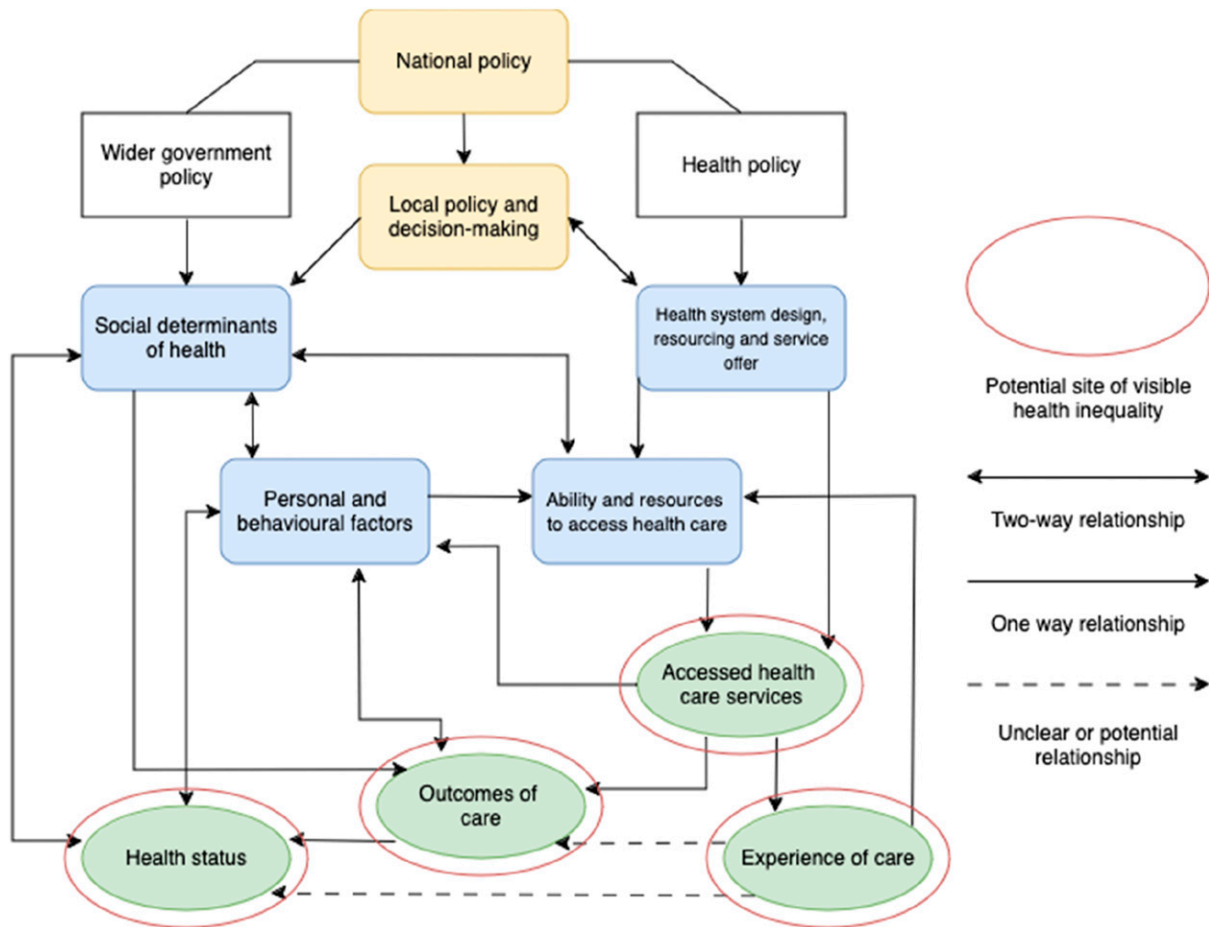 National policy
Wider government
policy
Health policy
Local policy and
decision-making
Social determinants
of health
Health system design,
resourcing and service
offer
Potential site of visible
health inequality
Personal and
behavioural factors
Ability and resources
to access health care
Two-way relationship
One way relationship
Accessed health
care services
Unclear or potential
relationship
Outcomes of
care
Health status
Experience of care